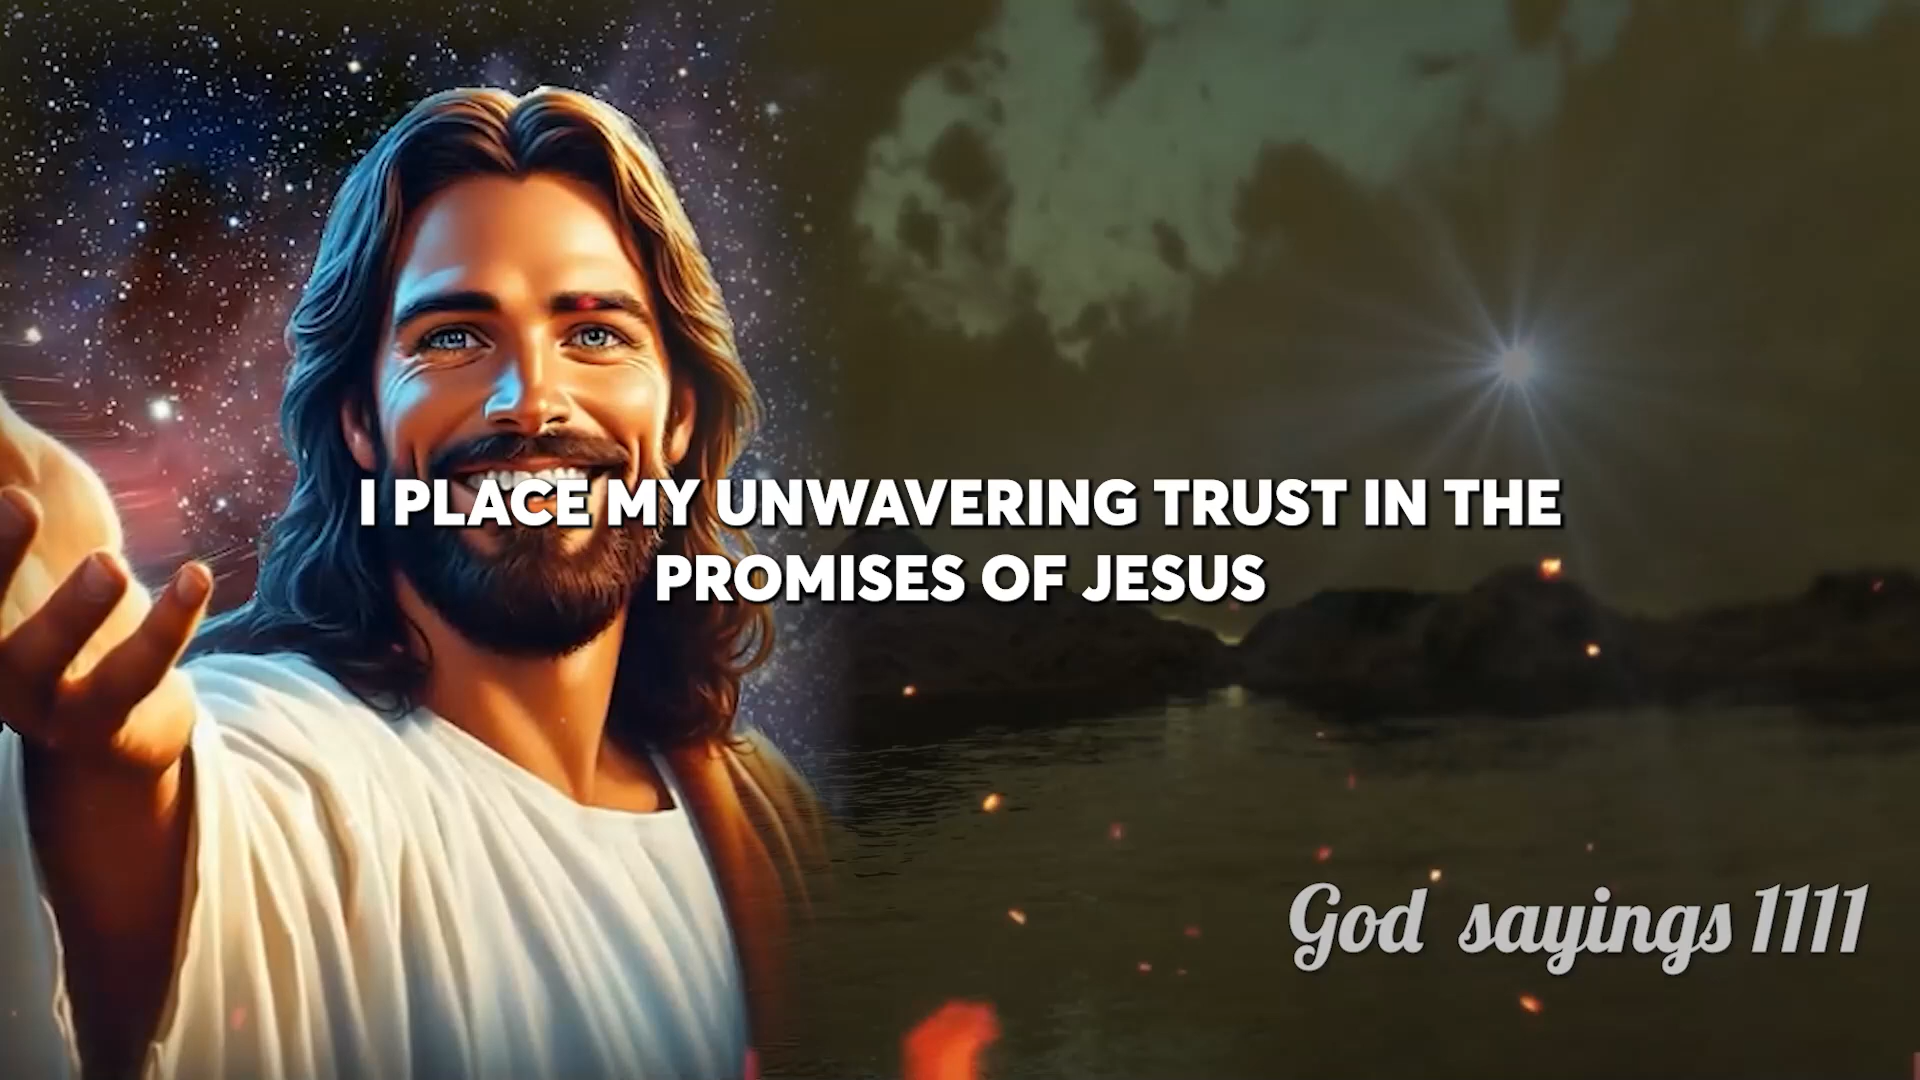 I PLACE MY UNWAVERING TRUST IN THE
PROMISES OF JESUS
God sayings 1111